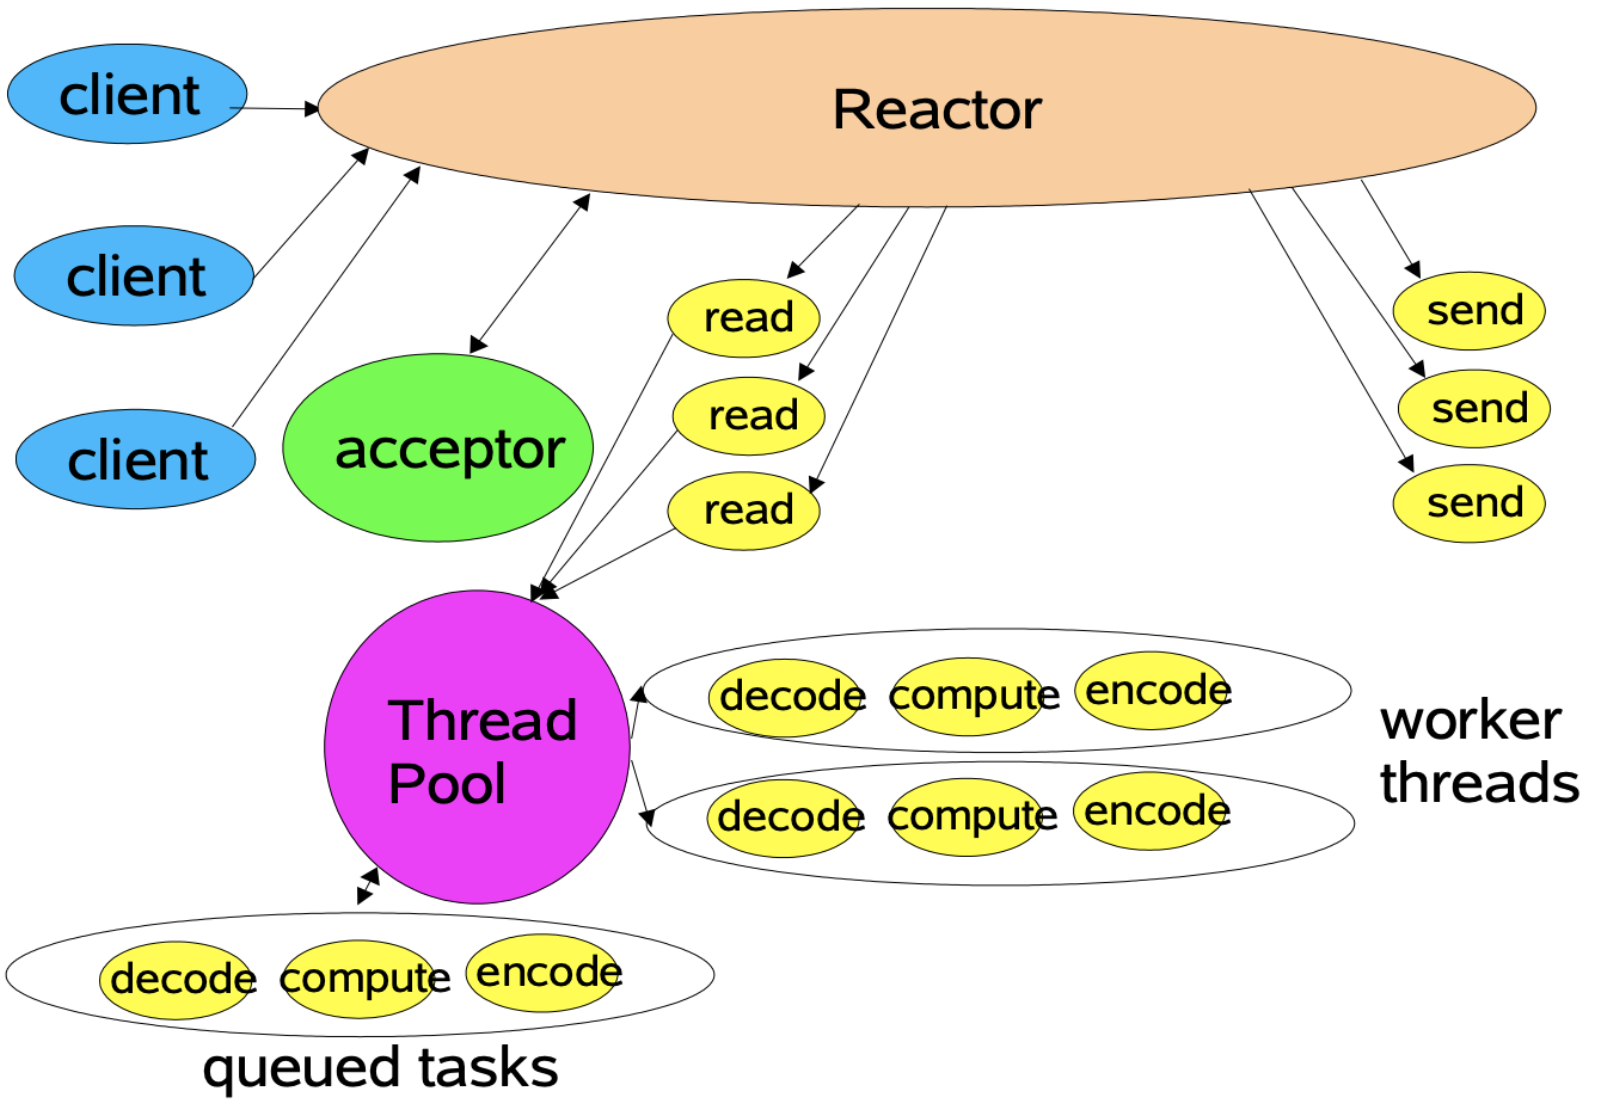 client
Reactor
client
client
acceptor
read
read
read
send
send
send
Thread
Pool
decode compute encode
decode compute encode
worker
threads
decode compute encode
queued tasks